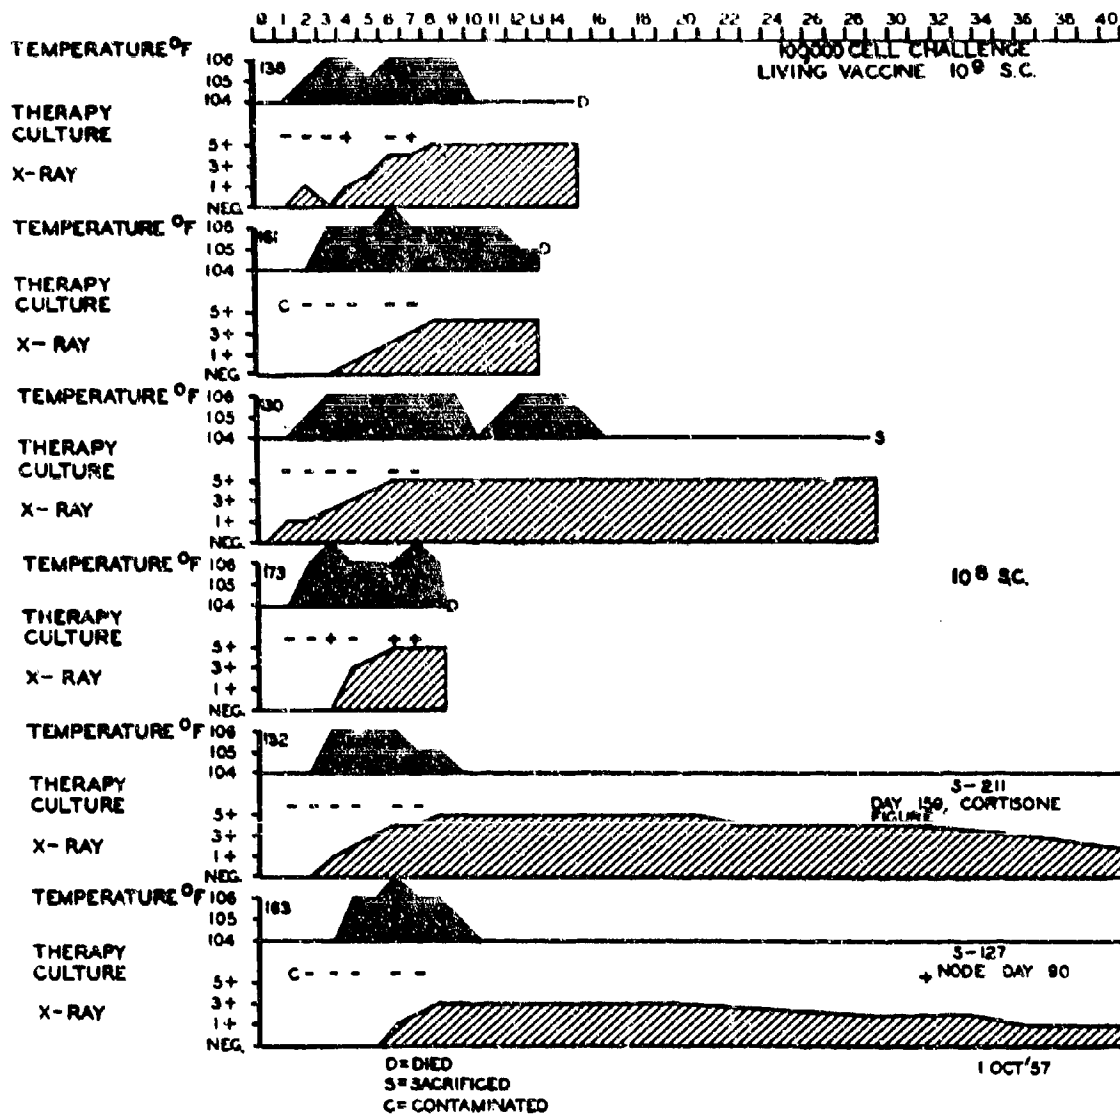 0 1 2 3 4 5 6 7 8 9 10 11 12 13 14 16 18 20 22 24 26 28 30 32 34 36 38 40
100,000 CELL CHALLENGE
LIVING VACCINE 10⁸ S.C.
TEMPERATURE °F 106
105
104
D
THERAPY
CULTURE - - - + - +
5+
X-RAY 3+
1+
NEG.
TEMPERATURE °F 106
161
105
104
D
THERAPY
CULTURE C - - - - -
5+
X-RAY 3+
1+
NEG.
TEMPERATURE °F 106
130
105
104
S
THERAPY
CULTURE - - - - - -
5+
X-RAY 3+
1+
NEG.
TEMPERATURE °F 106
173
105
104
D
10⁸ S.C.
THERAPY
CULTURE - - + - + +
5+
X-RAY 3+
1+
NEG.
TEMPERATURE °F 106
132
105
104
THERAPY
CULTURE - - - - - -
S-211
DAY 159, CORTISONE
FIGURE
5+
X-RAY 3+
1+
NEG.
TEMPERATURE °F 106
163
105
104
THERAPY
CULTURE C - - - - -
S-127
+ NODE DAY 90
5+
X-RAY 3+
1+
NEG.
D=DIED
S=SACRIFICED
C=CONTAMINATED
1 OCT'57